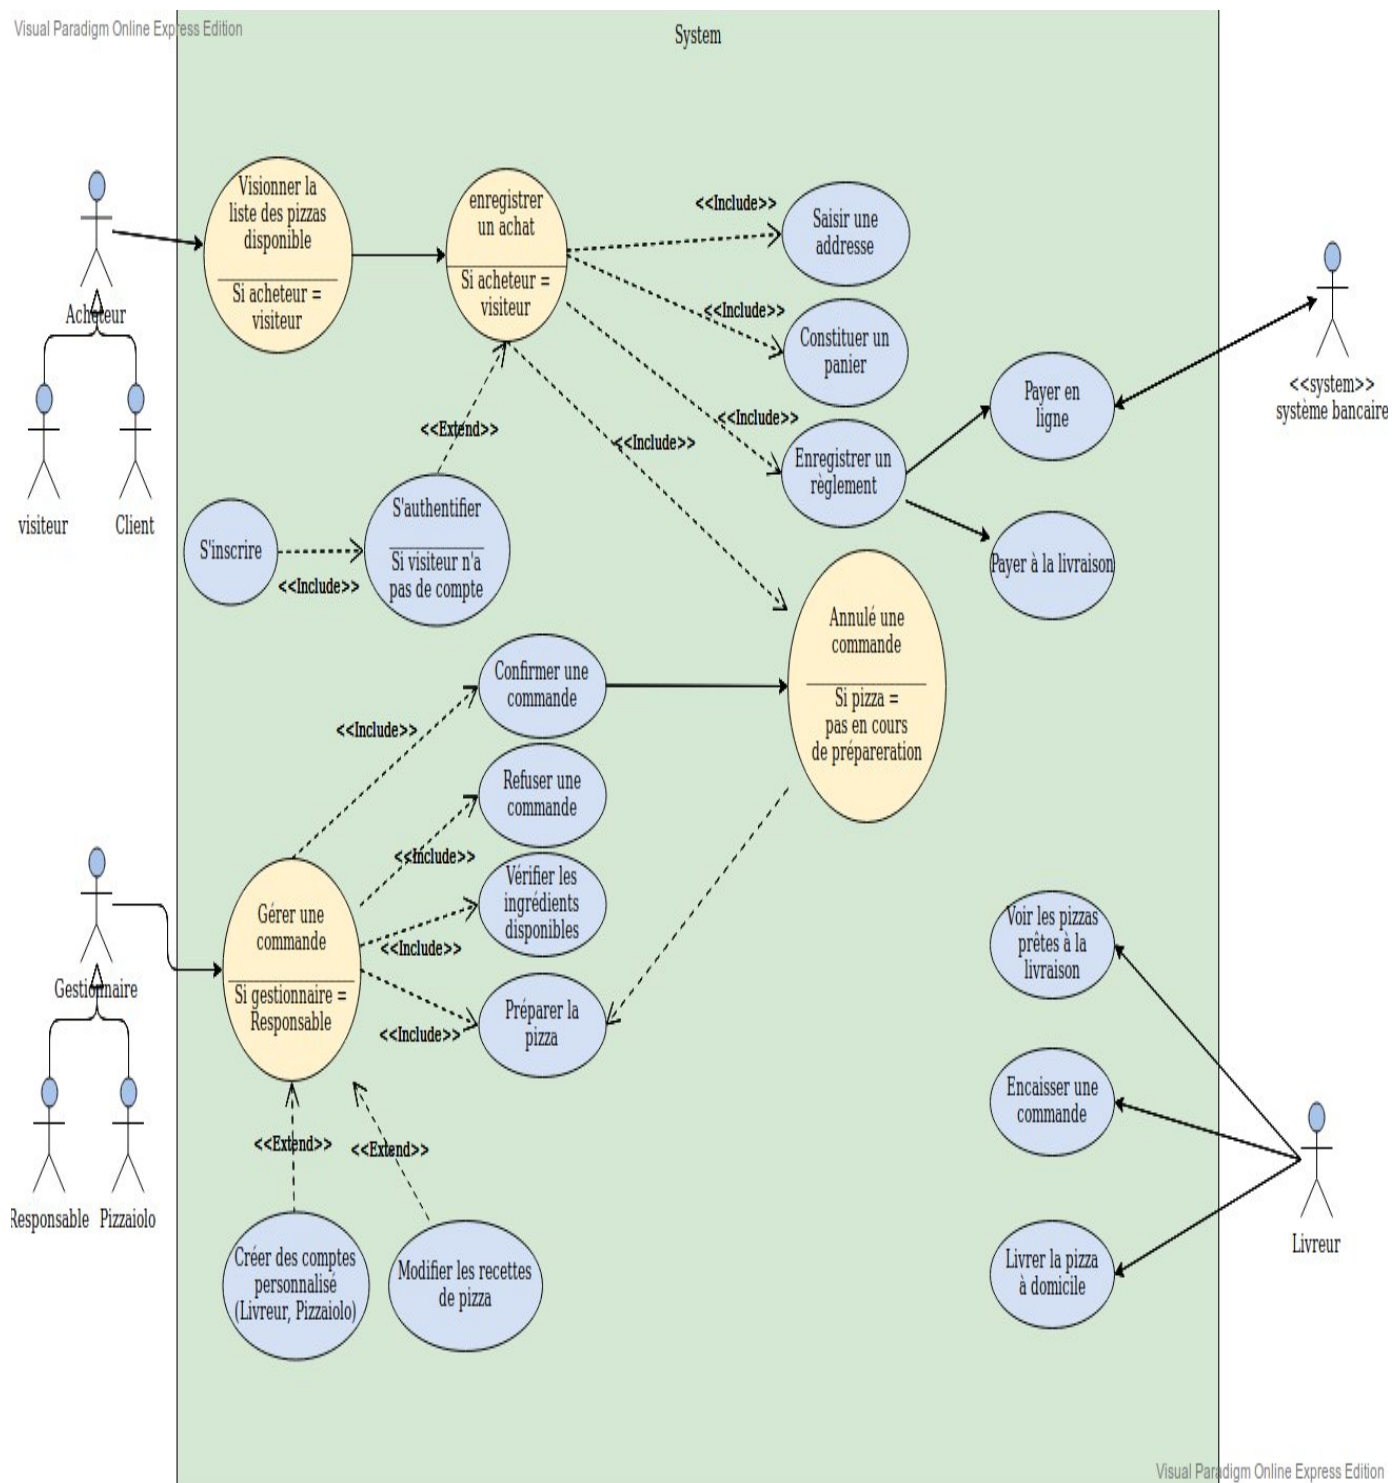 Visual Paradigm Online Express Edition
System
Visionner la
liste des pizzas
disponible
Si acheteur =
visiteur
enregistrer
un achat
Si acheteur =
visiteur
<<Include>>
Saisir une
addresse
<<Include>>
Constituer un
panier
<<Include>>
Enregistrer un
règlement
<<Include>>
Payer en
ligne
Payer à la livraison
<<system>>
système bancaire
Acheteur
visiteur
Client
<<Extend>>
S'inscrire
<<Include>>
S'authentifier
Si visiteur n'a
pas de compte
Annulé une
commande
Si pizza =
pas en cours
de prépareration
Confirmer une
commande
<<Include>>
Refuser une
commande
<<Include>>
Vérifier les
ingrédients
disponibles
<<Include>>
Préparer la
pizza
<<Include>>
Gérer une
commande
Si gestionnaire =
Responsable
Gestionnaire
Responsable
Pizzaiolo
<<Extend>>
<<Extend>>
Créer des comptes
personnalisé
(Livreur, Pizzaiolo)
Modifier les recettes
de pizza
Voir les pizzas
prêtes à la
livraison
Encaisser une
commande
Livrer la pizza
à domicile
Livreur
Visual Paradigm Online Express Edition